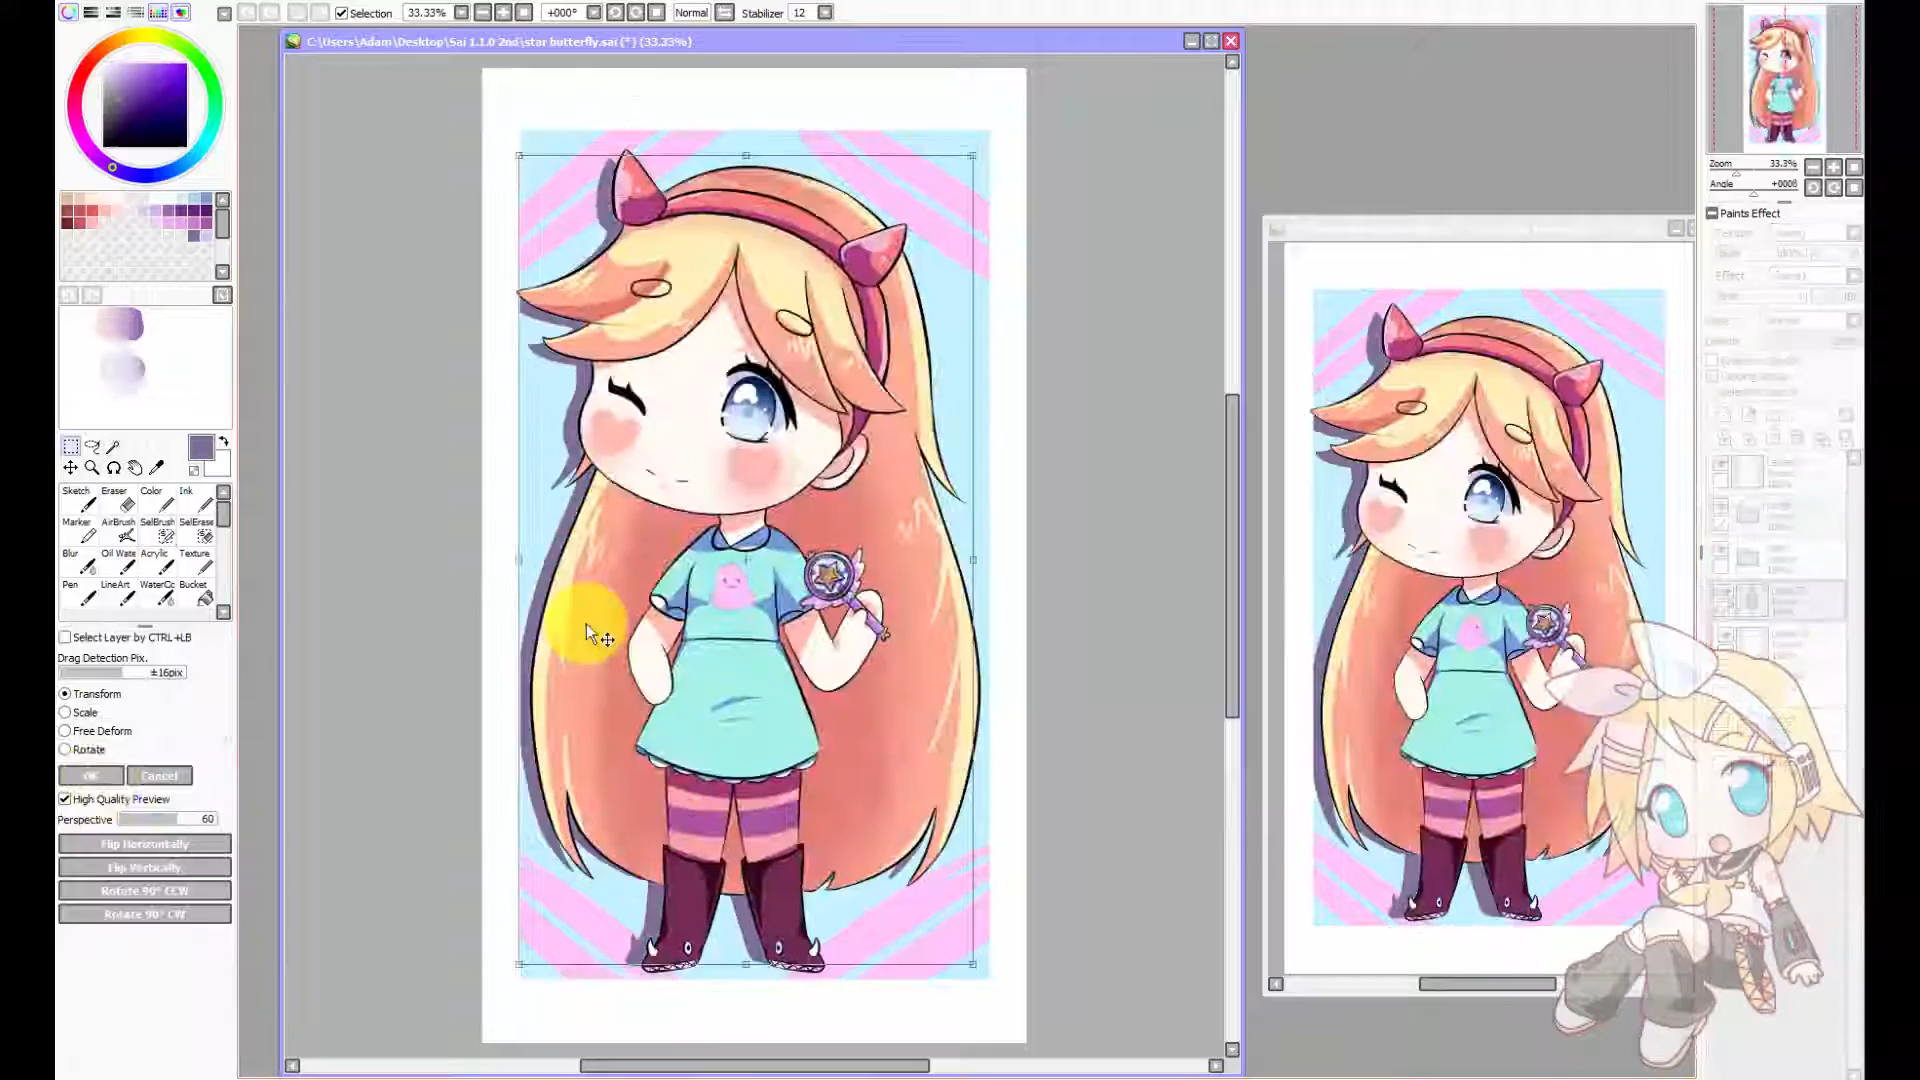 Selection 33.33% +000° Normal Stabilizer 12
C:\Users\Adam\Desktop\Sai 1.1.0 2nd\star butterfly.sai (*) (33.33%)
Zoom 33.3%
Angle +000°
Paints Effect
Effect
Sketch Eraser Color Ink
Marker AirBrush SelBrush SelErase
Blur Oil Wate Acrylic Texture
Pen LineArt WaterCo Bucket
Select Layer by CTRL+LB
Drag Detection Pix.
±16pix
Transform
Scale
Free Deform
Rotate
OK Cancel
High Quality Preview
Perspective 60
Flip Horizontally
Flip Vertically
Rotate 90° CCW
Rotate 90° CW